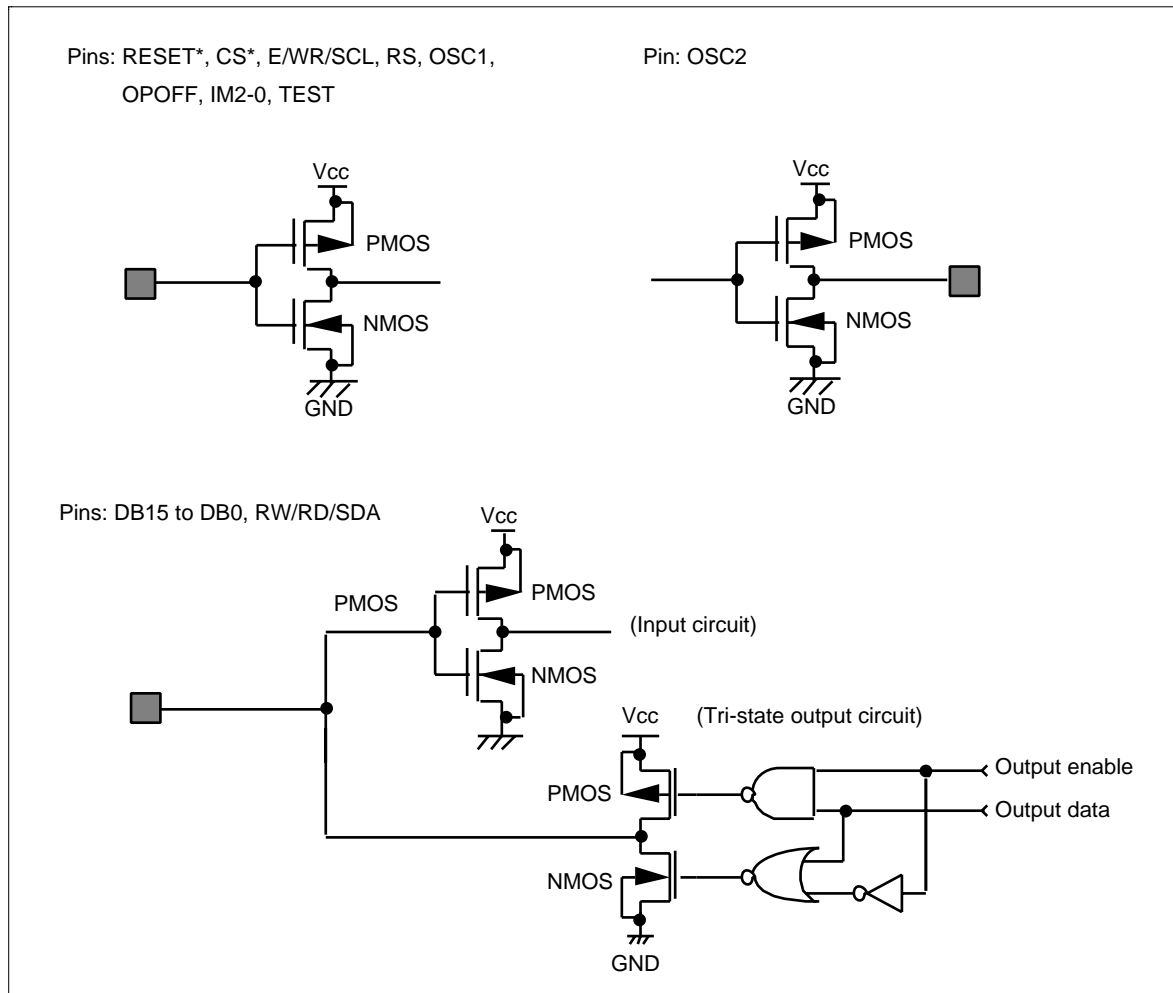 Pins: RESET*, CS*, E/WR/SCL, RS, OSC1,
OPOFF, IM2-0, TEST
Pin: OSC2
Vcc
PMOS
NMOS
GND
Vcc
PMOS
NMOS
GND
Pins: DB15 to DB0, RW/RD/SDA
Vcc
PMOS
PMOS
(Input circuit)
NMOS
Vcc
(Tri-state output circuit)
PMOS
Output enable
Output data
NMOS
GND